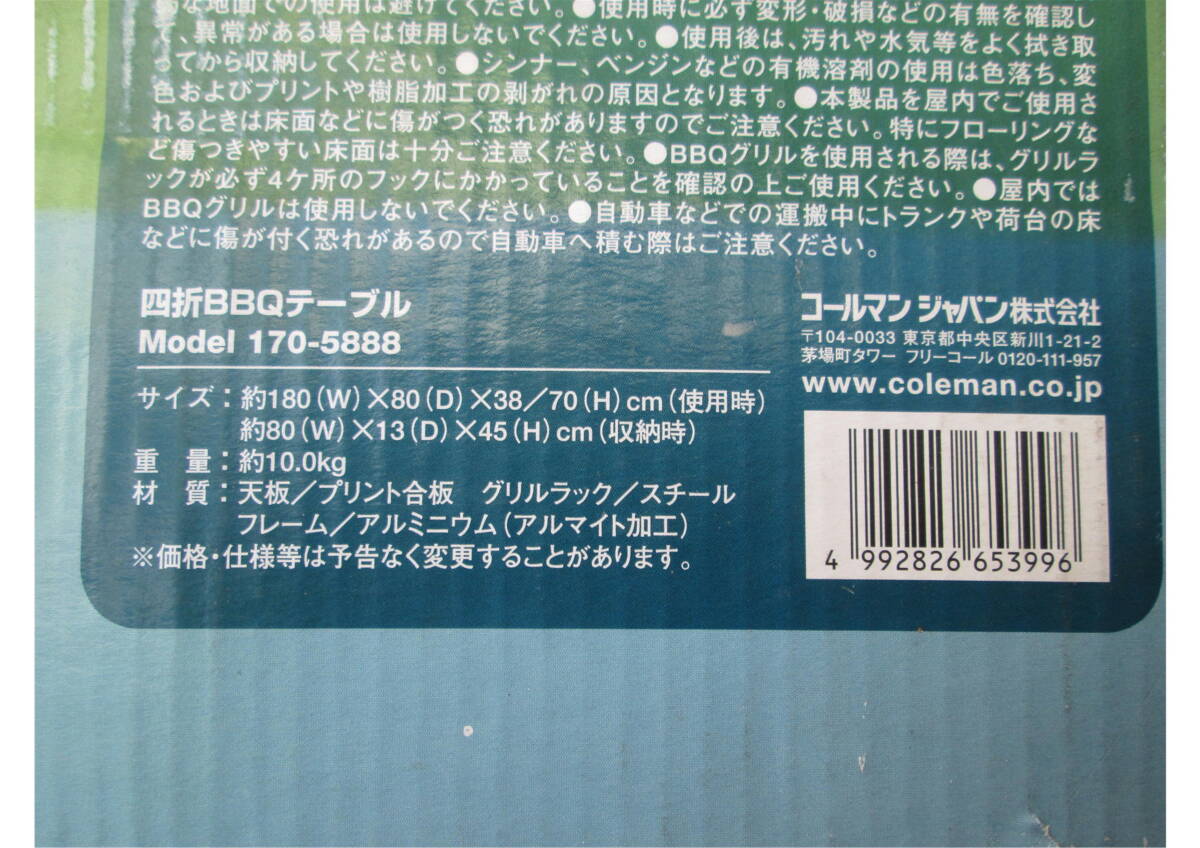 な地面での使用は避けてください。●使用時に必ず変形・破損などの有無を確認し
て、異常がある場合は使用しないでください。●使用後は、汚れや水気等をよく拭き取
ってから収納してください。●シンナー、ベンジンなどの有機溶剤の使用は色落ち、変
色およびプリントや樹脂加工の剥がれの原因となります。●本製品を屋内でご使用さ
れるときは床面などに傷がつく恐れがありますのでご注意ください。特にフローリングな
ど傷つきやすい床面は十分ご注意ください。●BBQグリルを使用される際は、グリルラ
ックが必ず4ケ所のフックにかかっていることを確認の上ご使用ください。●屋内では
BBQグリルは使用しないでください。●自動車などでの運搬中にトランクや荷台の床
などに傷が付く恐れがあるので自動車へ積む際はご注意ください。
四折BBQテーブル
Model 170-5888
サイズ：約180(W)×80(D)×38／70(H)cm(使用時)
約80(W)×13(D)×45(H)cm(収納時)
重　量：約10.0kg
材　質：天板／プリント合板　グリルラック／スチール
フレーム／アルミニウム(アルマイト加工)
※価格・仕様等は予告なく変更することがあります。
コールマン ジャパン株式会社
〒104-0033 東京都中央区新川1-21-2
茅場町タワー フリーコール 0120-111-957
www.coleman.co.jp
4 992826 653996